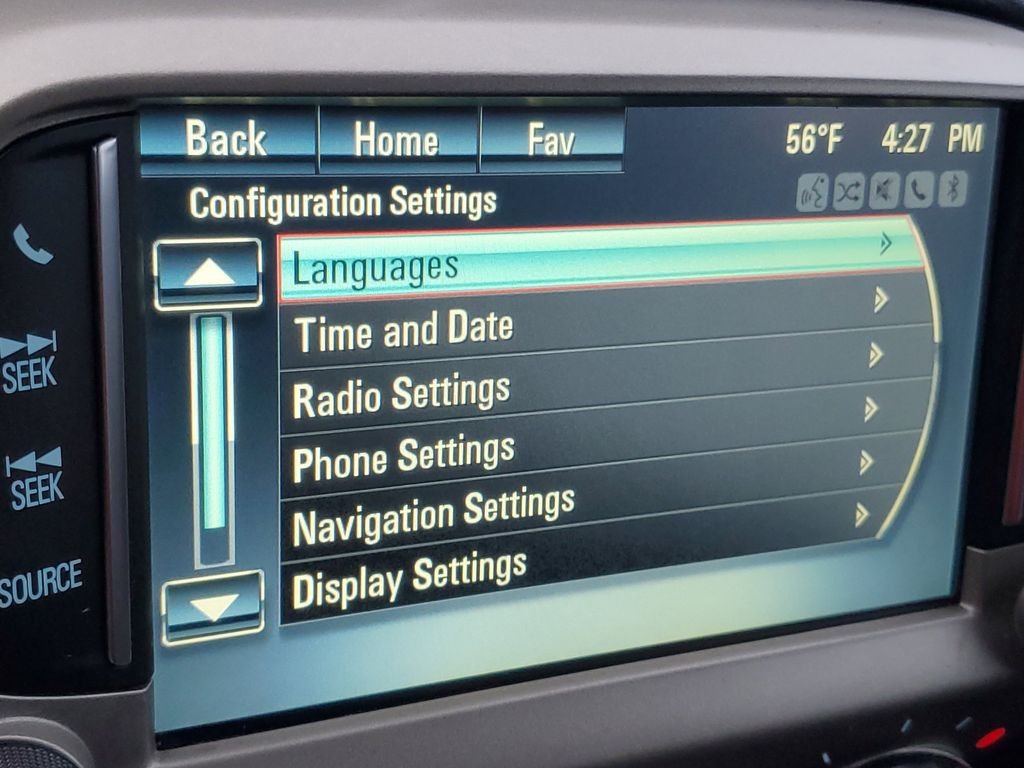 Back Home Fav 56°F 4:27 PM
Configuration Settings
Languages
Time and Date
Radio Settings
Phone Settings
Navigation Settings
Display Settings
SEEK
SEEK
SOURCE